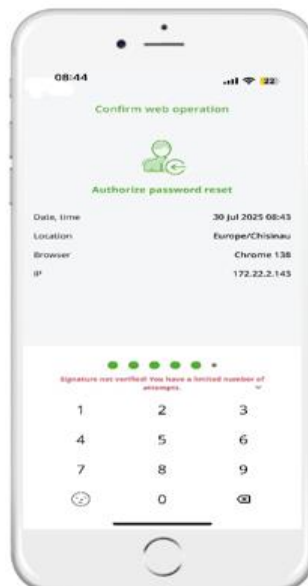 08:44
22
Confirm web operation
Authorize password reset
Date, time 30 Jul 2025 08:43
Location Europe/Chisinau
Browser Chrome 138
IP 172.22.2.143
Signature not verified! You have a limited number of
attempts.
1 2 3
4 5 6
7 8 9
0